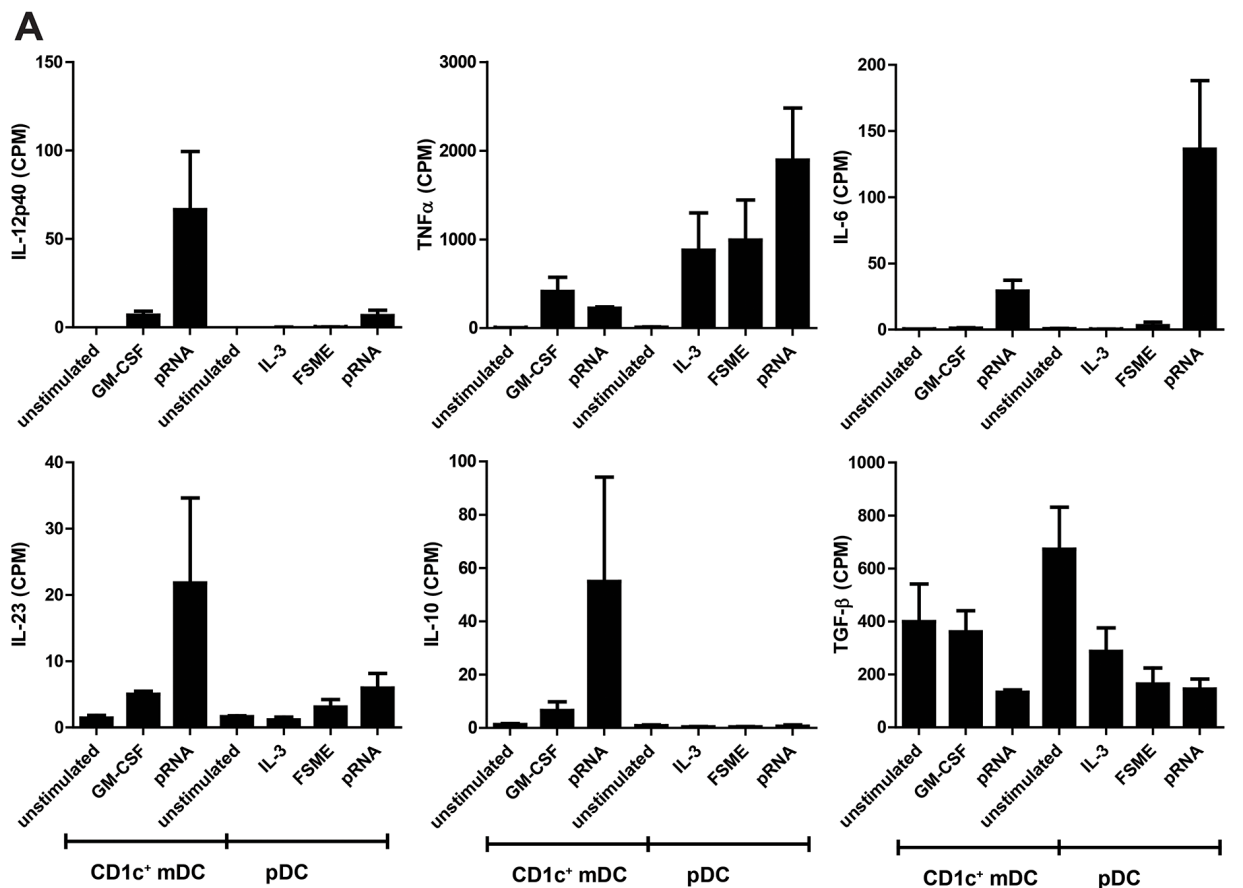 A
IL-12p40 (CPM)
150
100
50
0
unstimulated
GM-CSF
pRNA
unstimulated
IL-3
FSME
pRNA
TNFα (CPM)
3000
2000
1000
0
unstimulated
GM-CSF
pRNA
unstimulated
IL-3
FSME
pRNA
IL-6 (CPM)
200
150
100
50
0
unstimulated
GM-CSF
pRNA
unstimulated
IL-3
FSME
pRNA
IL-23 (CPM)
40
30
20
10
0
unstimulated
GM-CSF
pRNA
unstimulated
IL-3
FSME
pRNA
CD1c⁺ mDC
pDC
IL-10 (CPM)
100
80
60
40
20
0
unstimulated
GM-CSF
pRNA
unstimulated
IL-3
FSME
pRNA
CD1c⁺ mDC
pDC
TGF-β (CPM)
1000
800
600
400
200
0
unstimulated
GM-CSF
pRNA
unstimulated
IL-3
FSME
pRNA
CD1c⁺ mDC
pDC